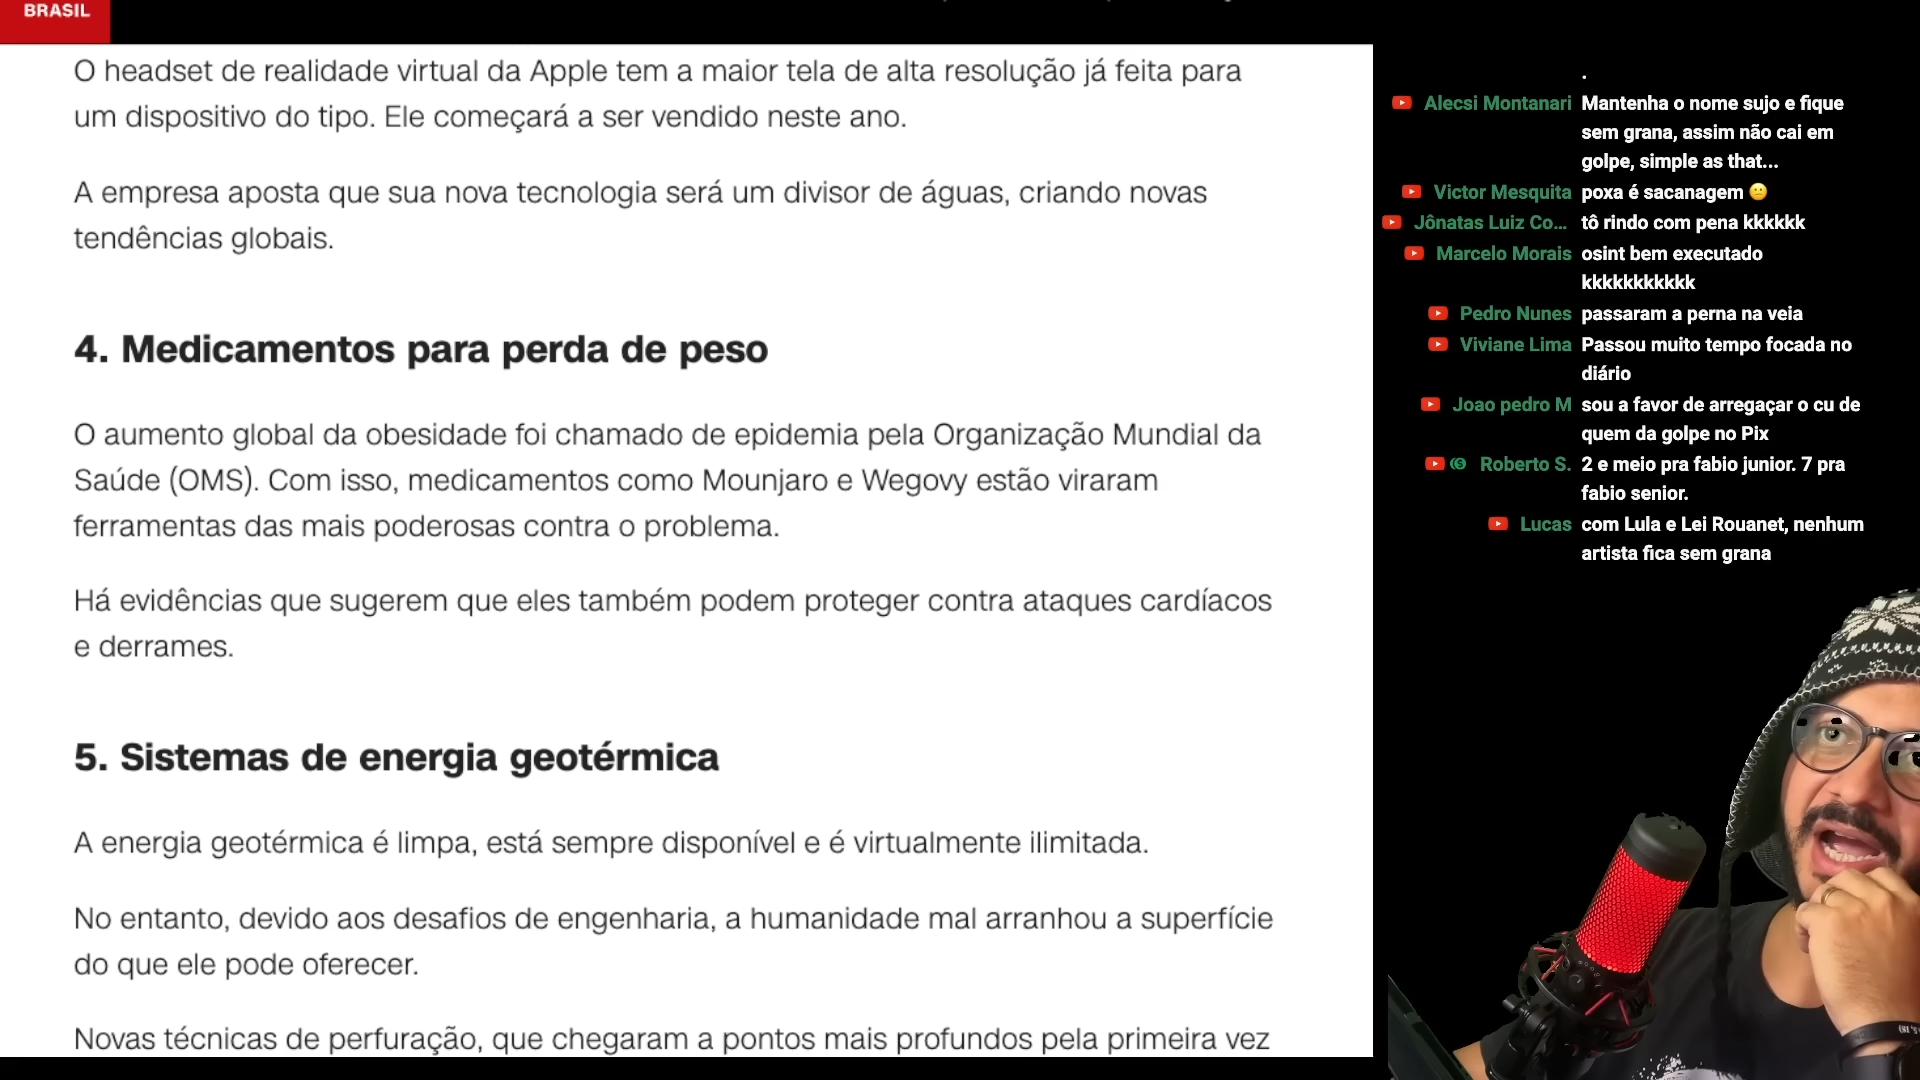 BRASIL
O headset de realidade virtual da Apple tem a maior tela de alta resolução já feita para
um dispositivo do tipo. Ele começará a ser vendido neste ano.
A empresa aposta que sua nova tecnologia será um divisor de águas, criando novas
tendências globais.
4. Medicamentos para perda de peso
O aumento global da obesidade foi chamado de epidemia pela Organização Mundial da
Saúde (OMS). Com isso, medicamentos como Mounjaro e Wegovy estão viraram
ferramentas das mais poderosas contra o problema.
Há evidências que sugerem que eles também podem proteger contra ataques cardíacos
e derrames.
5. Sistemas de energia geotérmica
A energia geotérmica é limpa, está sempre disponível e é virtualmente ilimitada.
No entanto, devido aos desafios de engenharia, a humanidade mal arranhou a superfície
do que ele pode oferecer.
Novas técnicas de perfuração, que chegaram a pontos mais profundos pela primeira vez
.
Alecsi Montanari Mantenha o nome sujo e fique
sem grana, assim não cai em
golpe, simple as that...
Victor Mesquita poxa é sacanagem 😕
Jônatas Luiz Co... tô rindo com pena kkkkkk
Marcelo Morais osint bem executado
kkkkkkkkkkk
Pedro Nunes passaram a perna na veia
Viviane Lima Passou muito tempo focada no
diário
Joao pedro M sou a favor de arregaçar o cu de
quem da golpe no Pix
Roberto S. 2 e meio pra fabio junior. 7 pra
fabio senior.
Lucas com Lula e Lei Rouanet, nenhum
artista fica sem grana